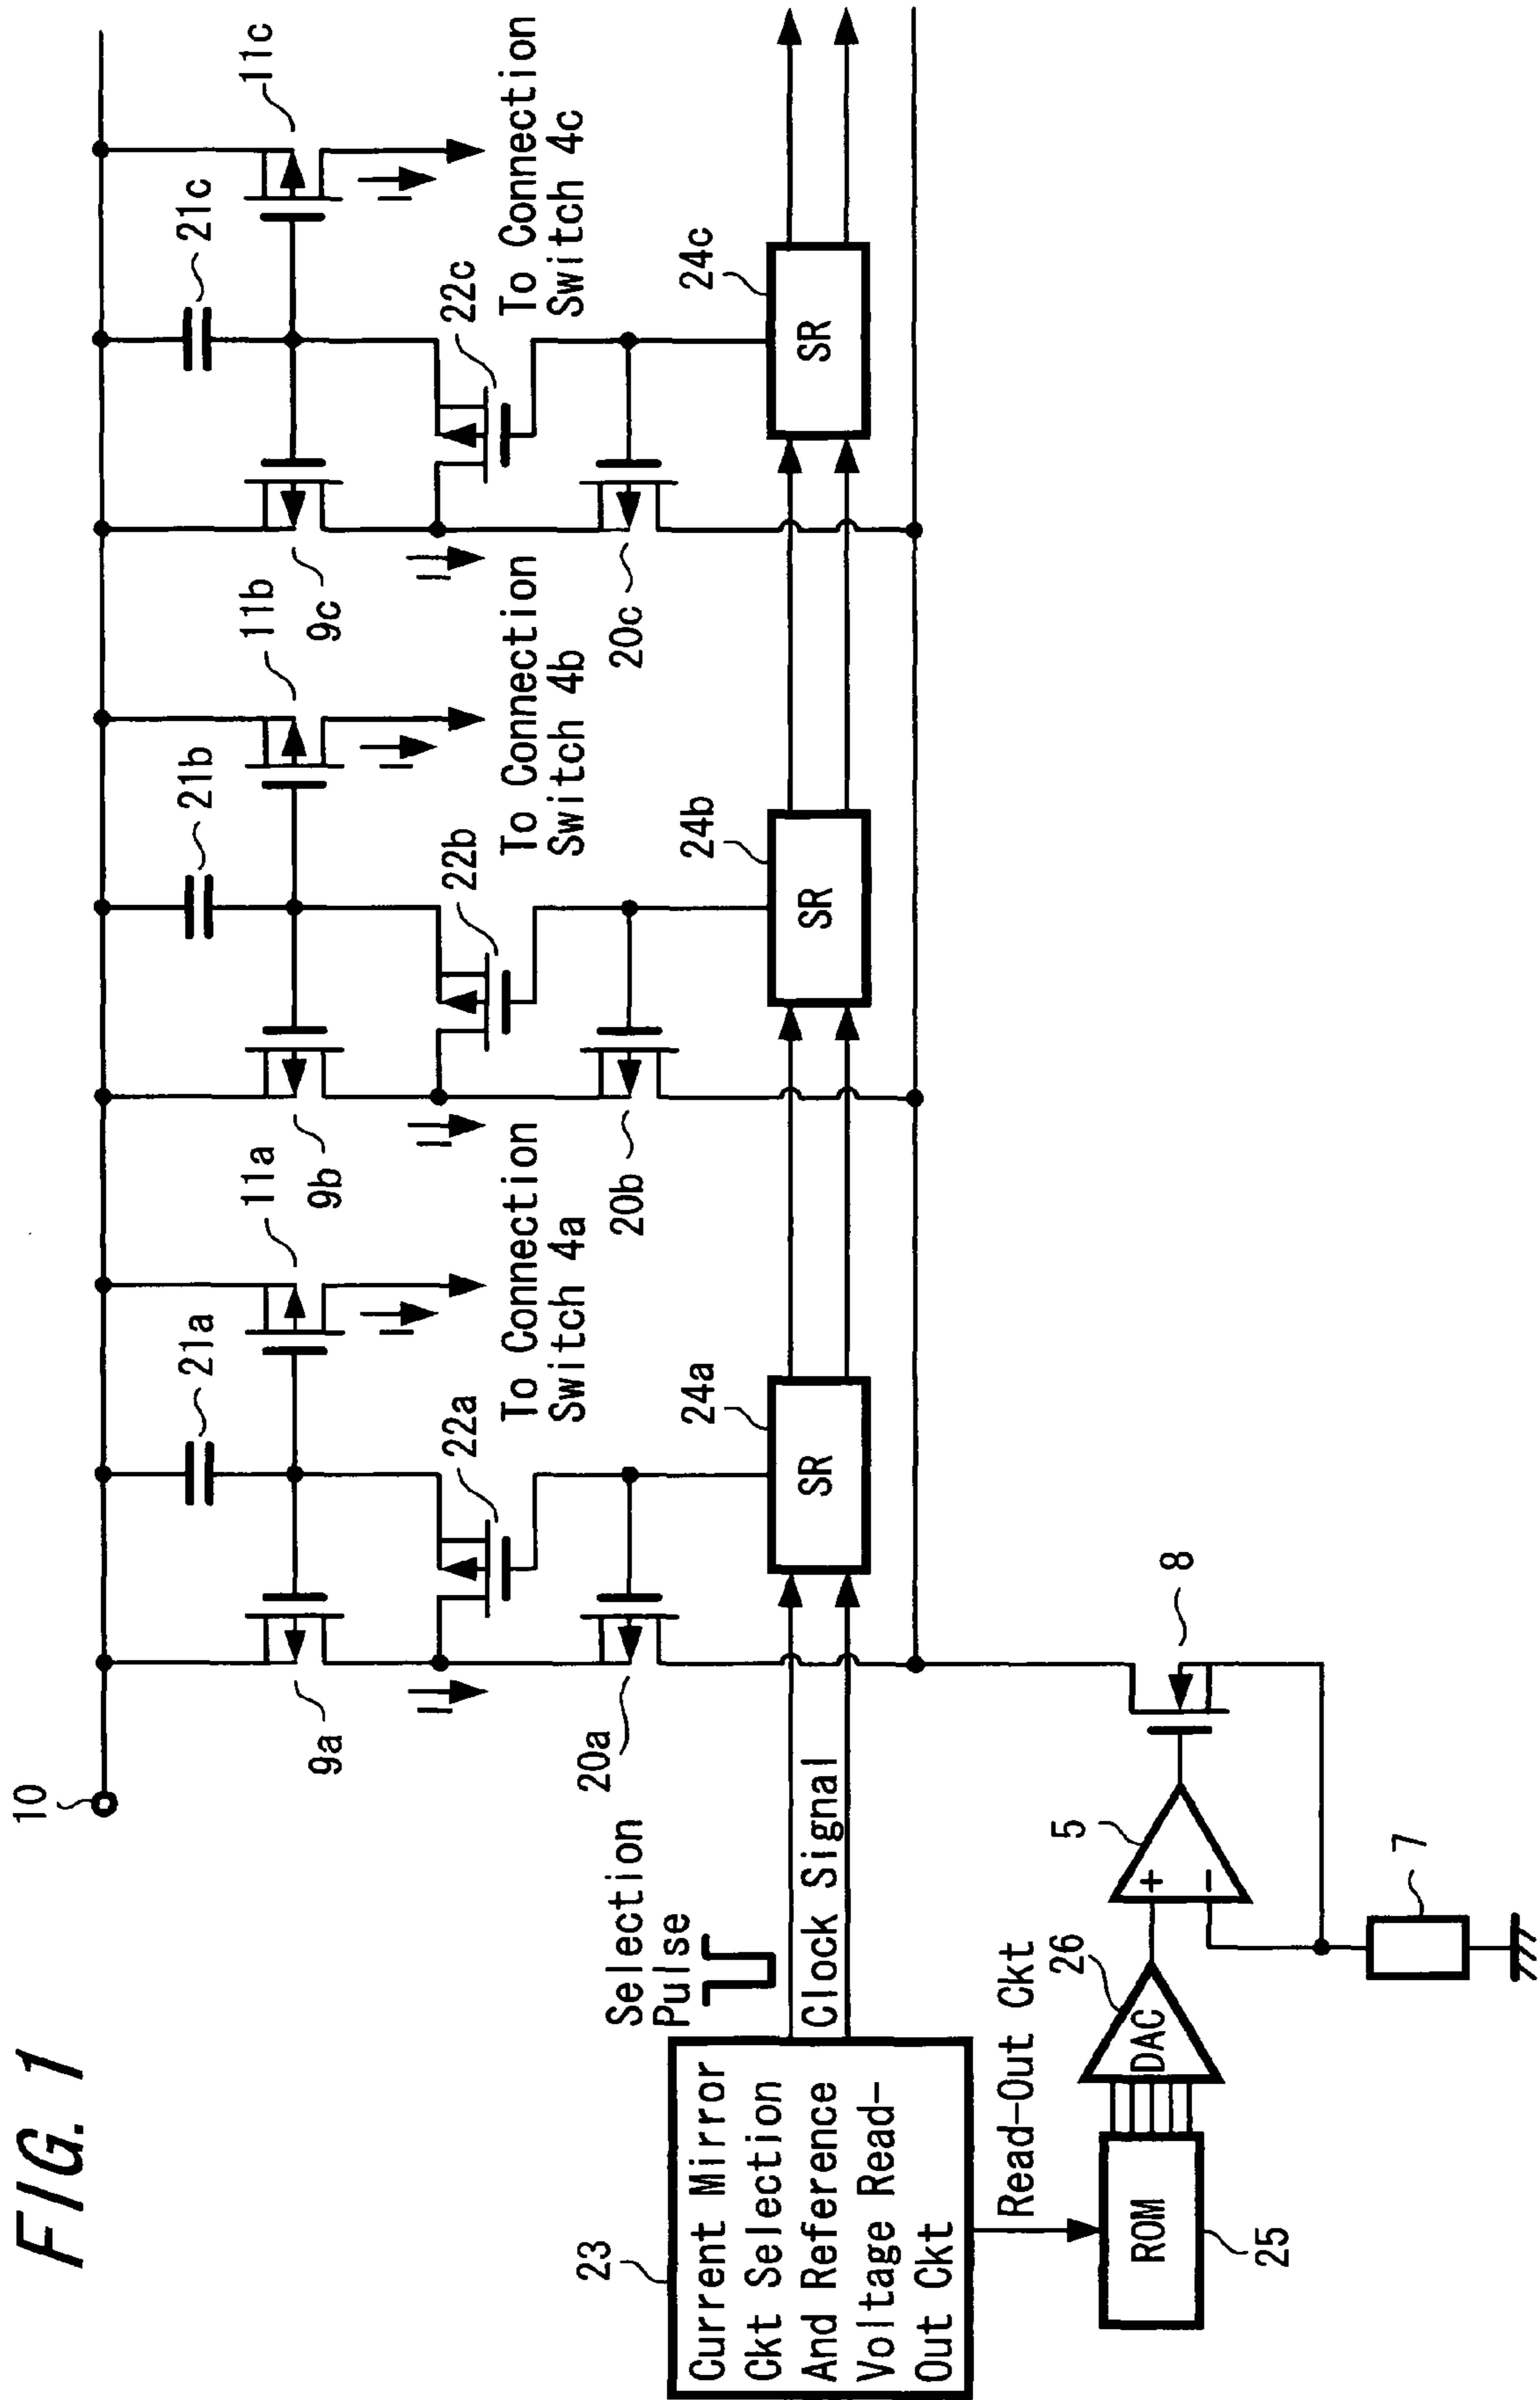 FIG. 1
10
9a
21a
11a
9b
21b
11b
9c
21c
11c
I
I
I
I
I
I
22a
22b
22c
To Connection
Switch 4a
To Connection
Switch 4b
To Connection
Switch 4c
20a
20b
20c
Selection
Pulse
Clock Signal
24a
SR
24b
SR
24c
SR
23
Current Mirror
Ckt Selection
And Reference
Voltage Read-
Out Ckt
Read-Out Ckt
ROM
25
DAC
26
5
+
-
8
7